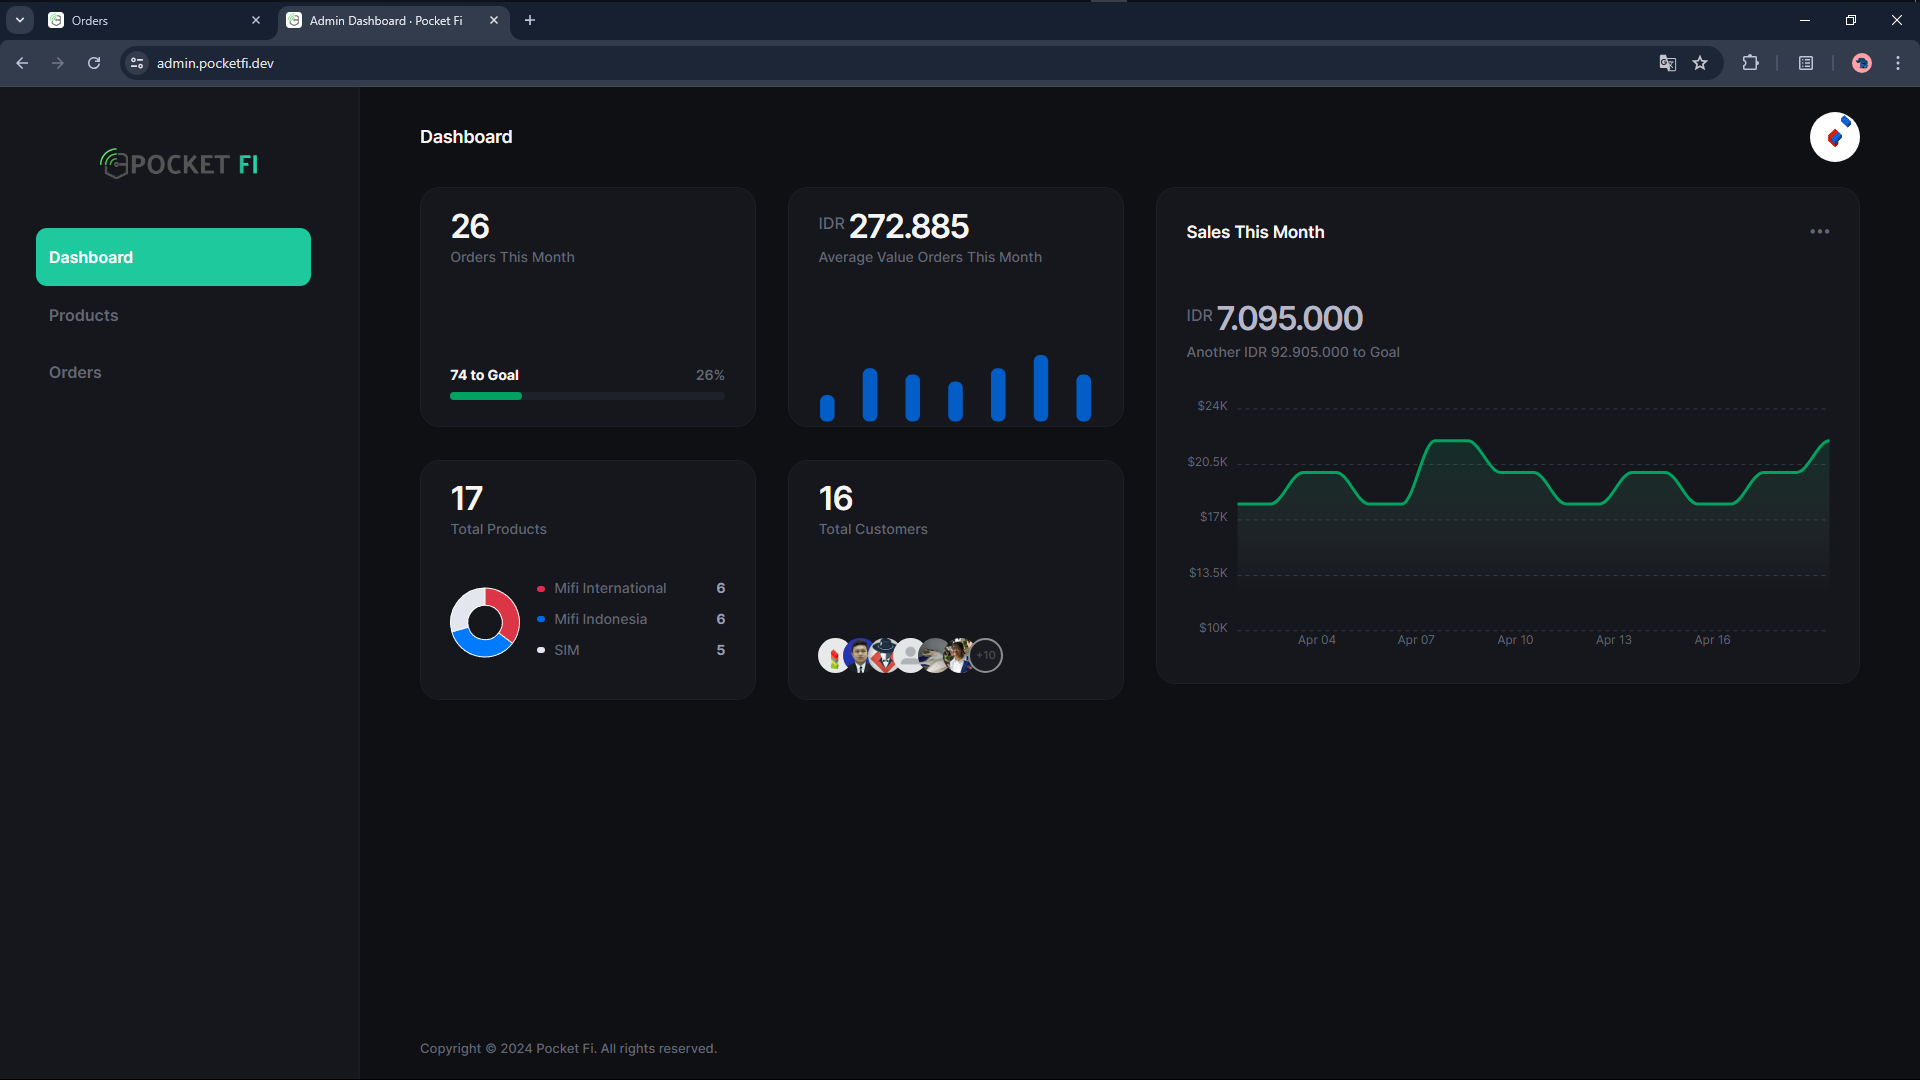 Orders
Admin Dashboard · Pocket Fi
admin.pocketfi.dev
POCKET FI
Dashboard
Products
Orders
Dashboard
26
Orders This Month
74 to Goal 26%
IDR 272.885
Average Value Orders This Month
Sales This Month
IDR 7.095.000
Another IDR 92.905.000 to Goal
$24K
$20.5K
$17K
$13.5K
$10K
Apr 04 Apr 07 Apr 10 Apr 13 Apr 16
17
Total Products
Mifi International 6
Mifi Indonesia 6
SIM 5
16
Total Customers
+10
Copyright © 2024 Pocket Fi. All rights reserved.